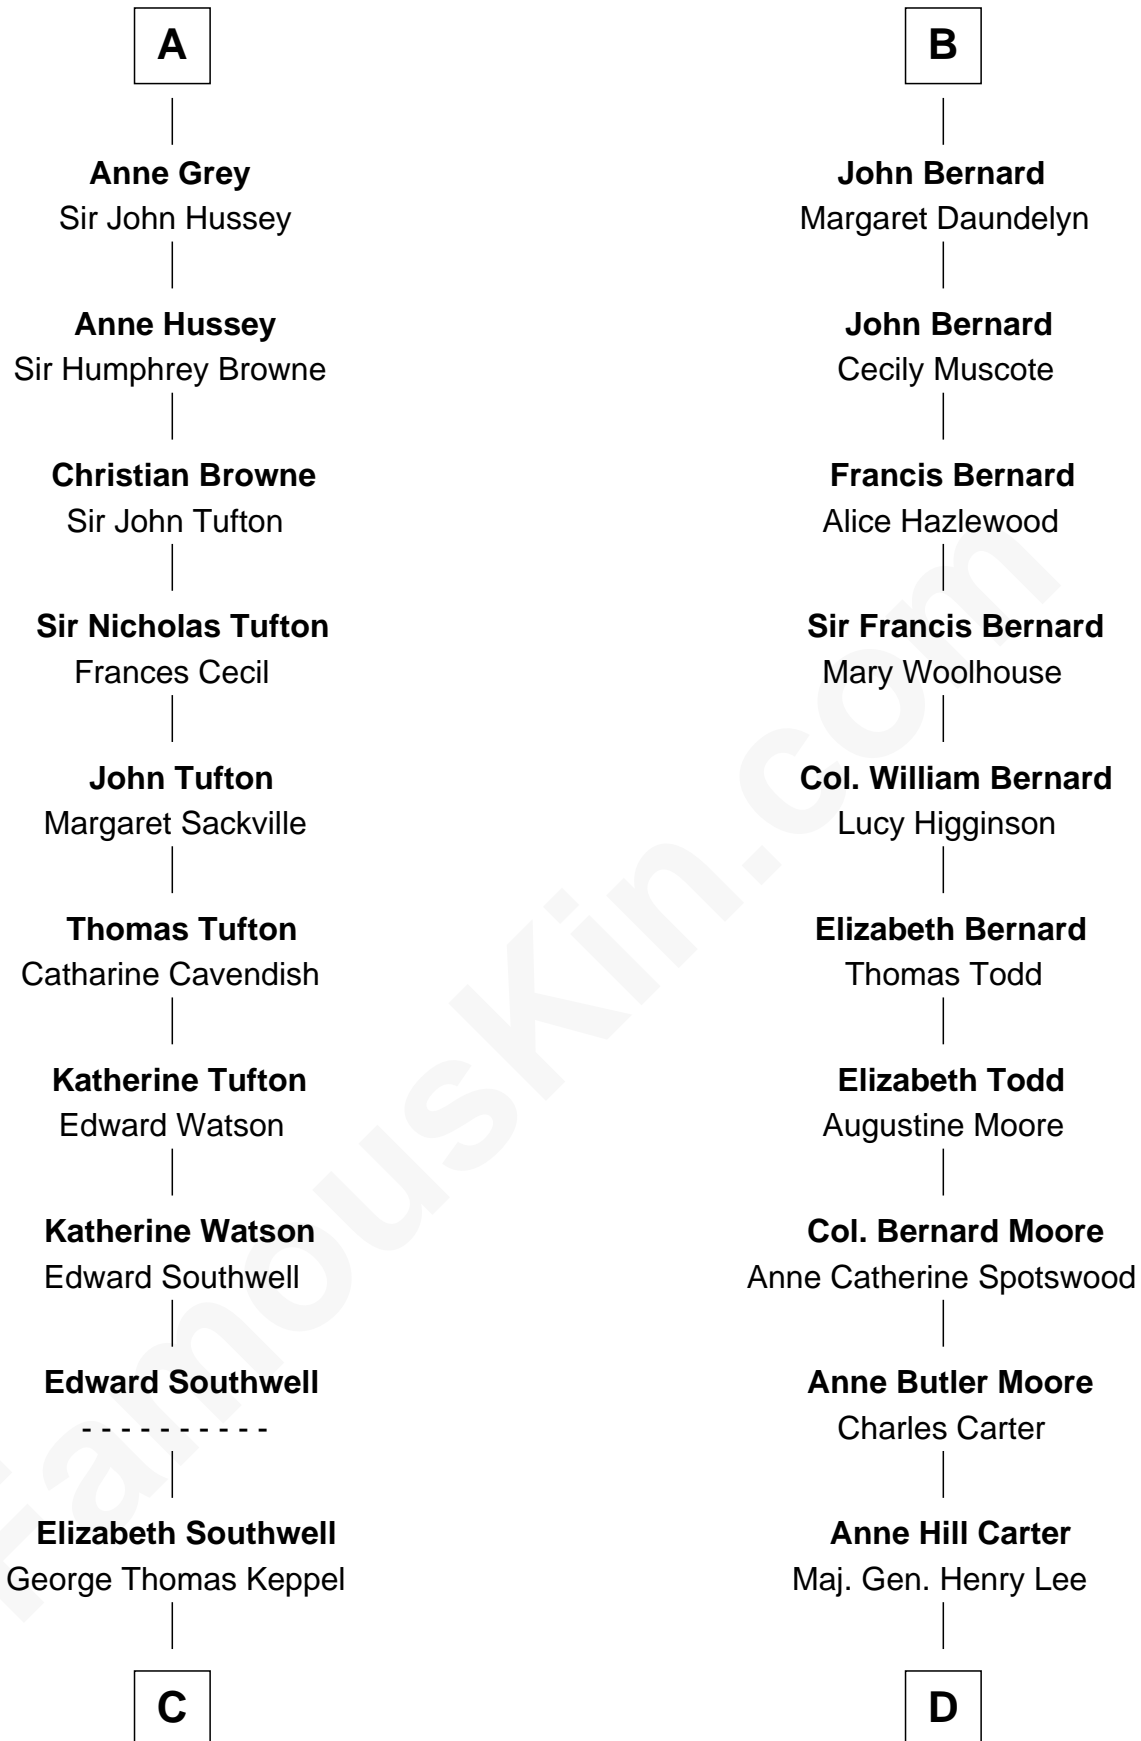 A
Anne Grey
Sir John Hussey
Anne Hussey
Sir Humphrey Browne
Christian Browne
Sir John Tufton
Sir Nicholas Tufton
Frances Cecil
John Tufton
Margaret Sackville
Thomas Tufton
Catharine Cavendish
Katherine Tufton
Edward Watson
Katherine Watson
Edward Southwell
Edward Southwell
- - - - - - - - - -
Elizabeth Southwell
George Thomas Keppel
C
B
John Bernard
Margaret Daundelyn
John Bernard
Cecily Muscote
Francis Bernard
Alice Hazlewood
Sir Francis Bernard
Mary Woolhouse
Col. William Bernard
Lucy Higginson
Elizabeth Bernard
Thomas Todd
Elizabeth Todd
Augustine Moore
Col. Bernard Moore
Anne Catherine Spotswood
Anne Butler Moore
Charles Carter
Anne Hill Carter
Maj. Gen. Henry Lee
D
FamousKin.com